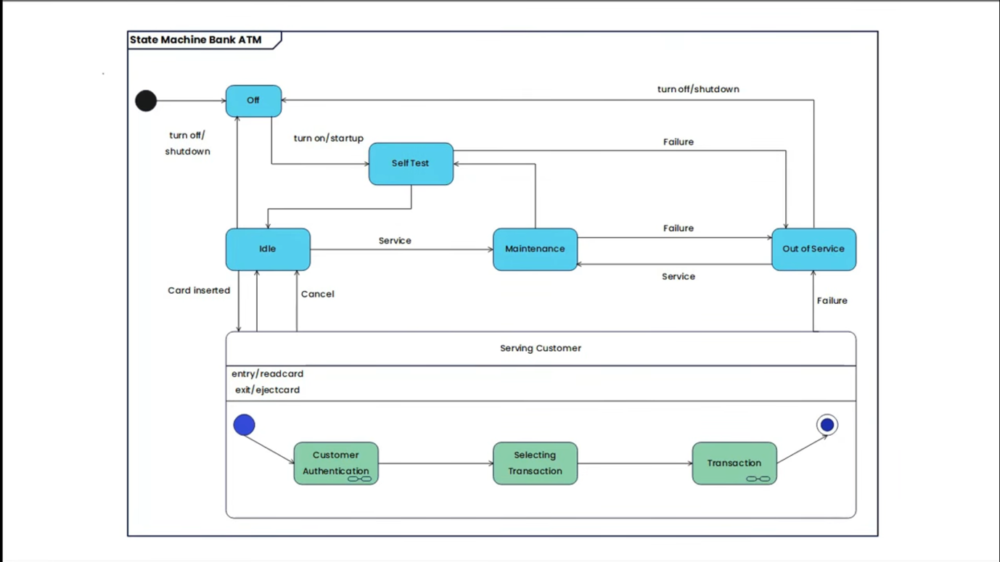 State Machine Bank ATM
turn off/shutdown
Off
turn off/
shutdown
turn on/startup
Failure
Self Test
Failure
Idle
Service
Maintenance
Out of Service
Service
Card inserted
Cancel
Failure
Serving Customer
entry/readcard
exit/ejectcard
Customer
Authentication
Selecting
Transaction
Transaction